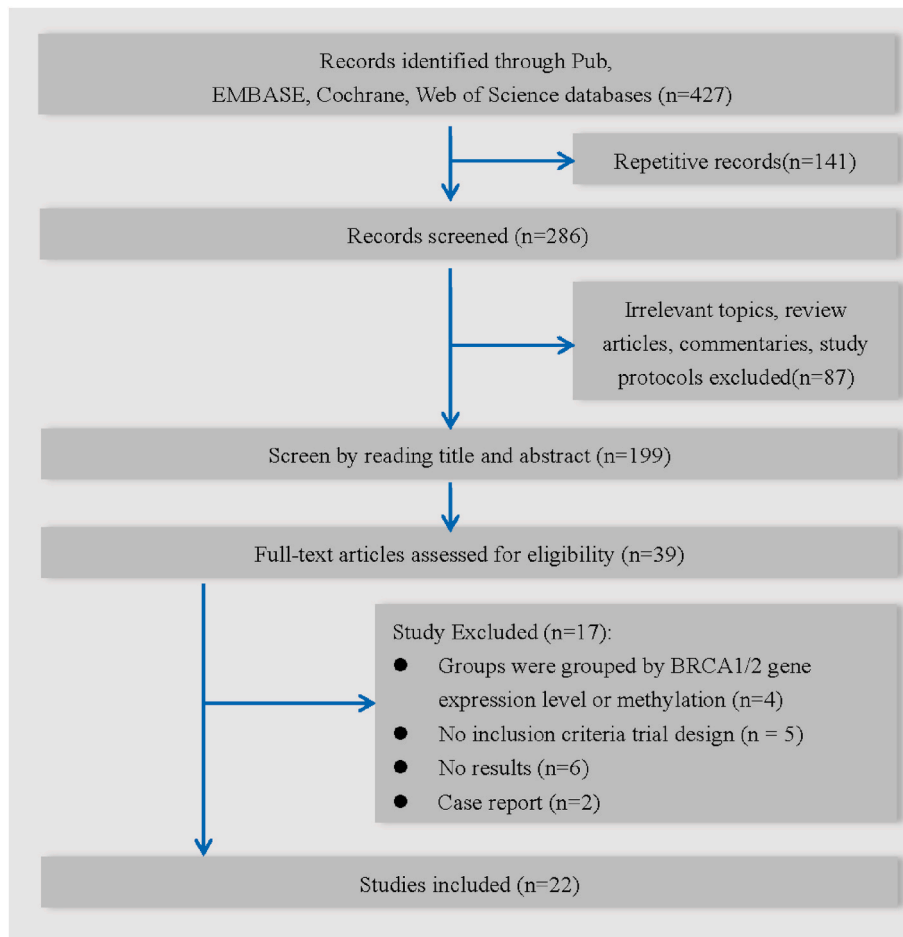 Records identified through Pub,
EMBASE, Cochrane, Web of Science databases (n=427)
Repetitive records(n=141)
Records screened (n=286)
Irrelevant topics, review
articles, commentaries, study
protocols excluded(n=87)
Screen by reading title and abstract (n=199)
Full-text articles assessed for eligibility (n=39)
Study Excluded (n=17):
● Groups were grouped by BRCA1/2 gene
expression level or methylation (n=4)
● No inclusion criteria trial design (n = 5)
● No results (n=6)
● Case report (n=2)
Studies included (n=22)